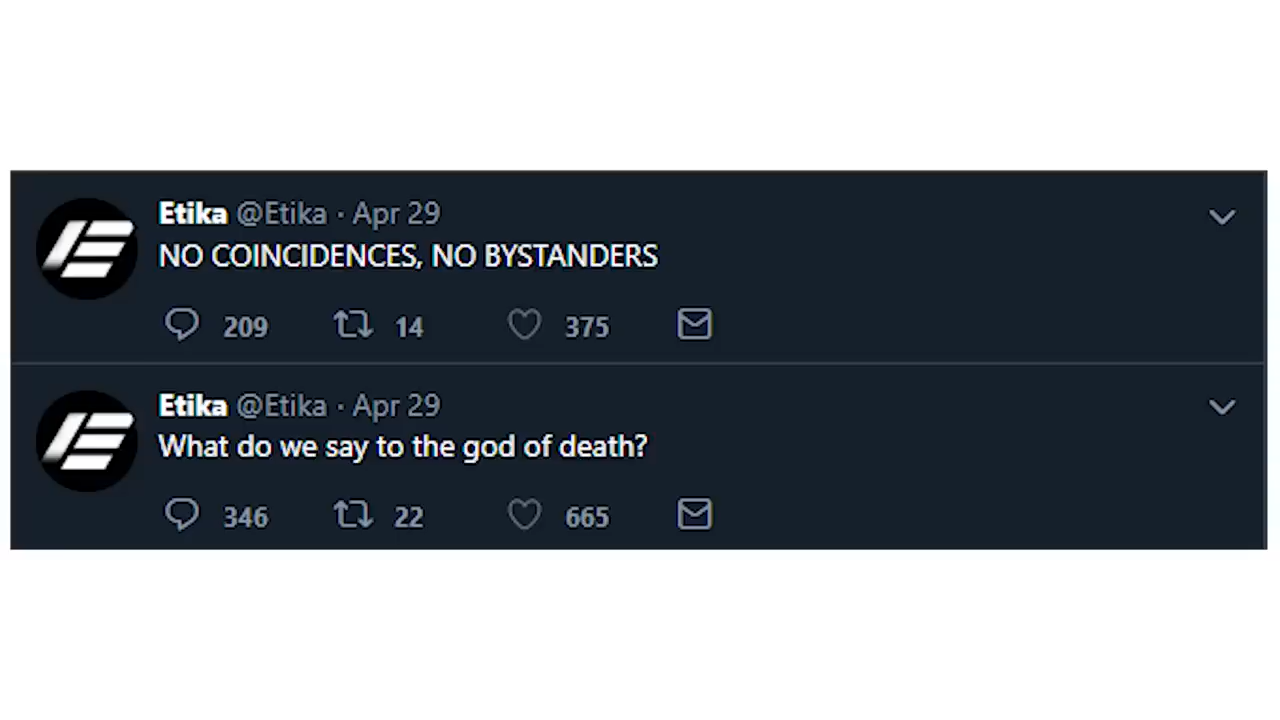 Etika @Etika · Apr 29
NO COINCIDENCES, NO BYSTANDERS
209 14 375
Etika @Etika · Apr 29
What do we say to the god of death?
346 22 665